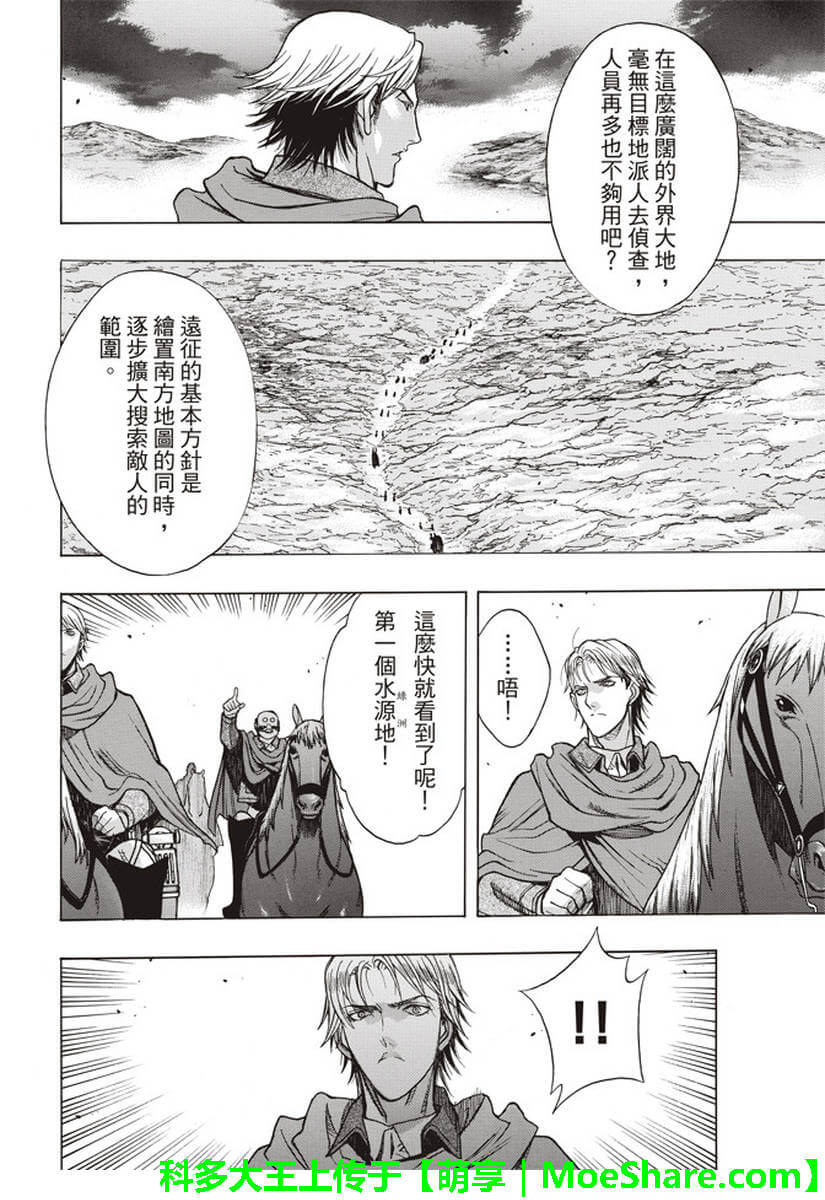 在這麼廣闊的外界大地，
毫無目標地派人去偵查，
人員再多也不夠用吧？
遠征的基本方針是
繪置南方地圖的同時，
逐步擴大搜索敵人的
範圍。
……唔！
這麼快就看到了呢！
第一個水源地！
綠洲
!!
科多大王上传于【萌享|MoeShare.com】